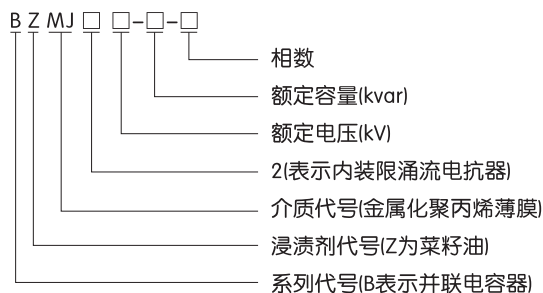 BZMJ□ □-□-□
相数
额定容量(kvar)
额定电压(kV)
2(表示内装限涌流电抗器)
介质代号(金属化聚丙烯薄膜)
浸渍剂代号(Z为菜籽油)
系列代号(B表示并联电容器)